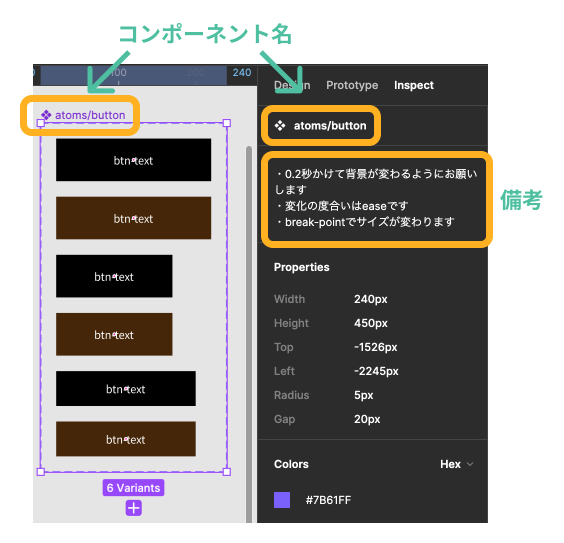 コンポーネント名
100
200
240
Design Prototype Inspect
atoms/button
atoms/button
btn-text
btn-text
btn-text
btn-text
btn-text
btn-text
6 Variants
・0.2秒かけて背景が変わるようにお願い
します
・変化の度合いはeaseです
・break-pointでサイズが変わります
備考
Properties
Width 240px
Height 450px
Top -1526px
Left -2245px
Radius 5px
Gap 20px
Colors Hex
#7B61FF